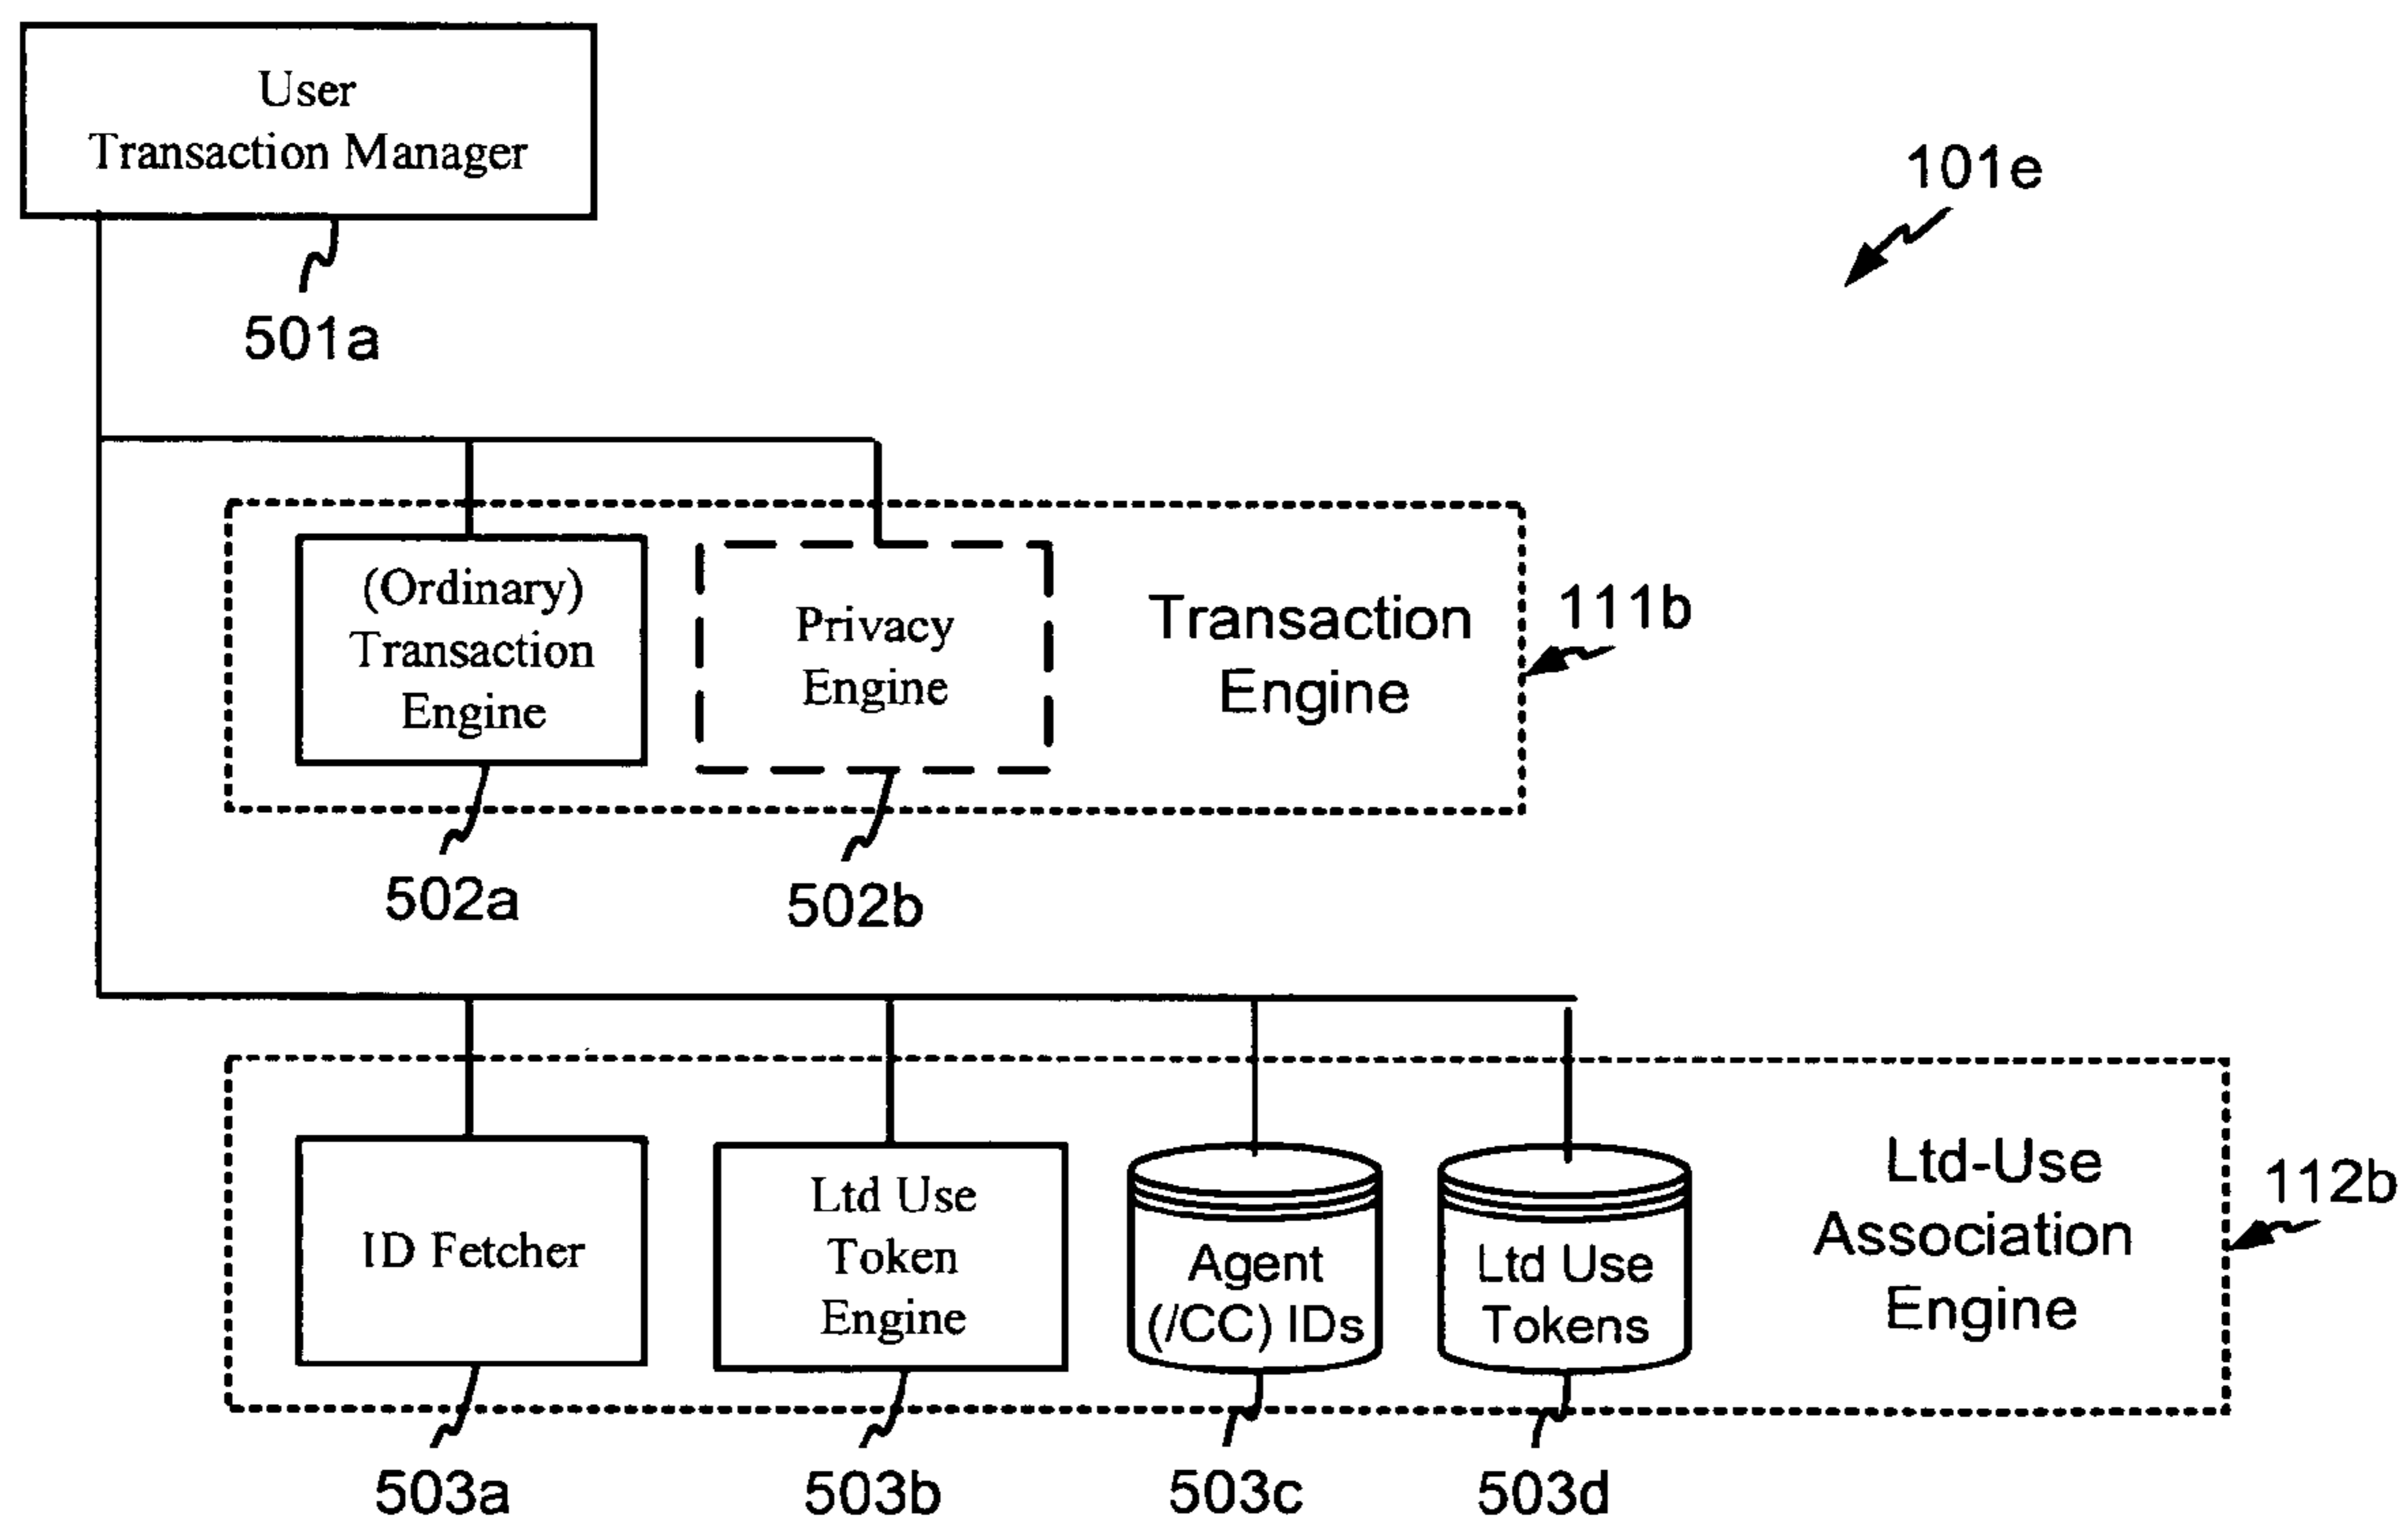 User
Transaction Manager
101e
501a
(Ordinary)
Transaction
Engine
Privacy
Engine
Transaction
Engine
111b
502a
502b
ID Fetcher
Ltd Use
Token
Engine
Agent
(/CC) IDs
Ltd Use
Tokens
Ltd-Use
Association
Engine
112b
503a
503b
503c
503d